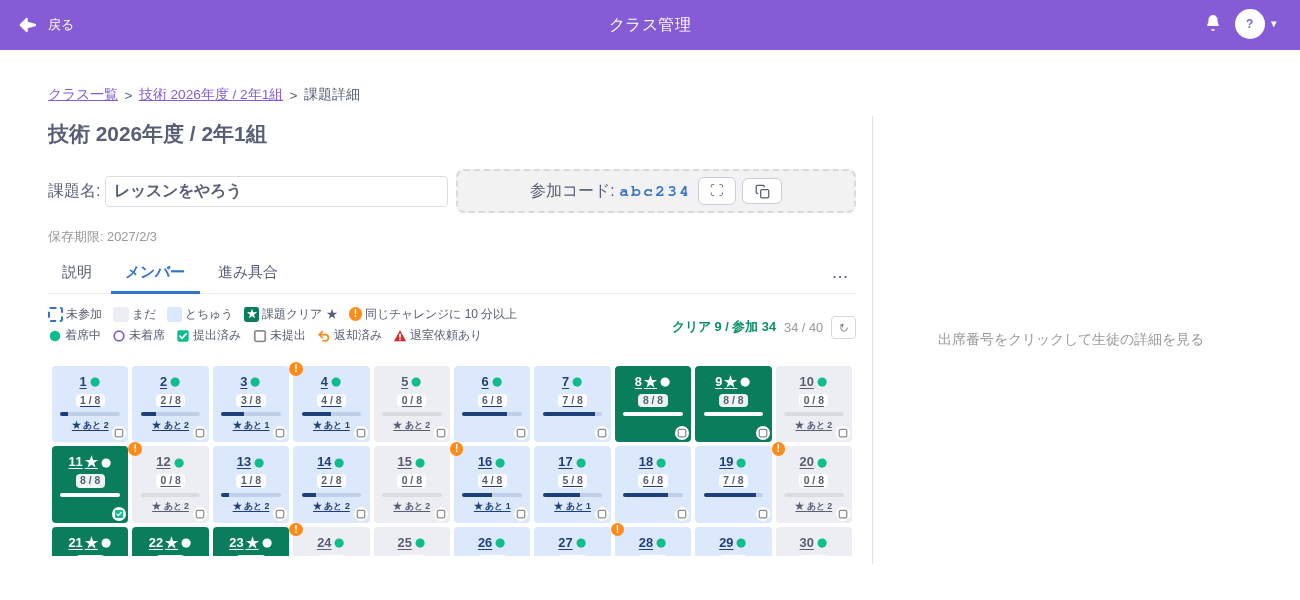 戻る
クラス管理
?
クラス一覧 > 技術 2026年度 / 2年1組 > 課題詳細
技術 2026年度 / 2年1組
課題名: レッスンをやろう
参加コード: abc234
保存期限: 2027/2/3
説明 メンバー 進み具合 …
未参加 まだ とちゅう 課題クリア ★ ! 同じチャレンジに 10 分以上
着席中 未着席 提出済み 未提出 返却済み 退室依頼あり
クリア 9 / 参加 34 34 / 40
出席番号をクリックして生徒の詳細を見る
! 
1 2 3 4 5 6 7 8★ 9★ 10
1 / 8 2 / 8 3 / 8 4 / 8 0 / 8 6 / 8 7 / 8 8 / 8 8 / 8 0 / 8
★ あと 2 ★ あと 2 ★ あと 1 ★ あと 1 ★ あと 2 ★ あと 2
! ! !
11★ 12 13 14 15 16 17 18 19 20
8 / 8 0 / 8 1 / 8 2 / 8 0 / 8 4 / 8 5 / 8 6 / 8 7 / 8 0 / 8
★ あと 2 ★ あと 2 ★ あと 2 ★ あと 2 ★ あと 1 ★ あと 1 ★ あと 2
! !
21★ 22★ 23★ 24 25 26 27 28 29 30